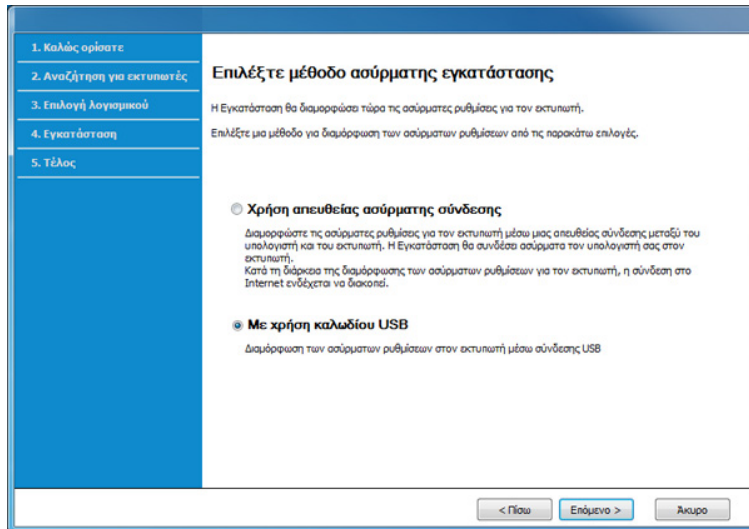 1. Καλώς ορίσατε
2. Αναζήτηση για εκτυπωτές
3. Επιλογή λογισμικού
4. Εγκατάσταση
5. Τέλος
Επιλέξτε μέθοδο ασύρματης εγκατάστασης
Η Εγκατάσταση θα διαμορφώσει τώρα τις ασύρματες ρυθμίσεις για τον εκτυπωτή.
Επιλέξτε μια μέθοδο για διαμόρφωση των ασύρματων ρυθμίσεων από τις παρακάτω επιλογές.
Χρήση απευθείας ασύρματης σύνδεσης
Διαμορφώστε τις ασύρματες ρυθμίσεις για τον εκτυπωτή μέσω μιας απευθείας σύνδεσης μεταξύ του
υπολογιστή και του εκτυπωτή. Η Εγκατάσταση θα συνδέσει ασύρματα τον υπολογιστή σας στον
εκτυπωτή.
Κατά τη διάρκεια της διαμόρφωσης των ασύρματων ρυθμίσεων για τον εκτυπωτή, η σύνδεση στο
Internet ενδέχεται να διακοπεί.
Με χρήση καλωδίου USB
Διαμόρφωση των ασύρματων ρυθμίσεων στον εκτυπωτή μέσω σύνδεσης USB
< Πίσω
Επόμενο >
Άκυρο